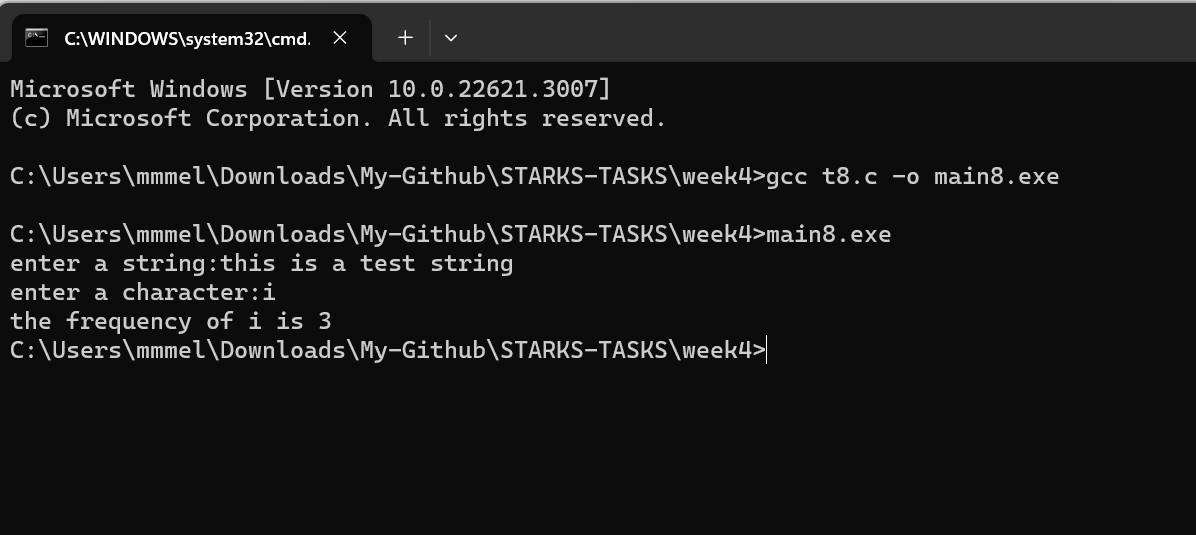 C:\WINDOWS\system32\cmd.
Microsoft Windows [Version 10.0.22621.3007]
(c) Microsoft Corporation. All rights reserved.
C:\Users\mmmel\Downloads\My-Github\STARKS-TASKS\week4>gcc t8.c -o main8.exe
C:\Users\mmmel\Downloads\My-Github\STARKS-TASKS\week4>main8.exe
enter a string:this is a test string
enter a character:i
the frequency of i is 3
C:\Users\mmmel\Downloads\My-Github\STARKS-TASKS\week4>